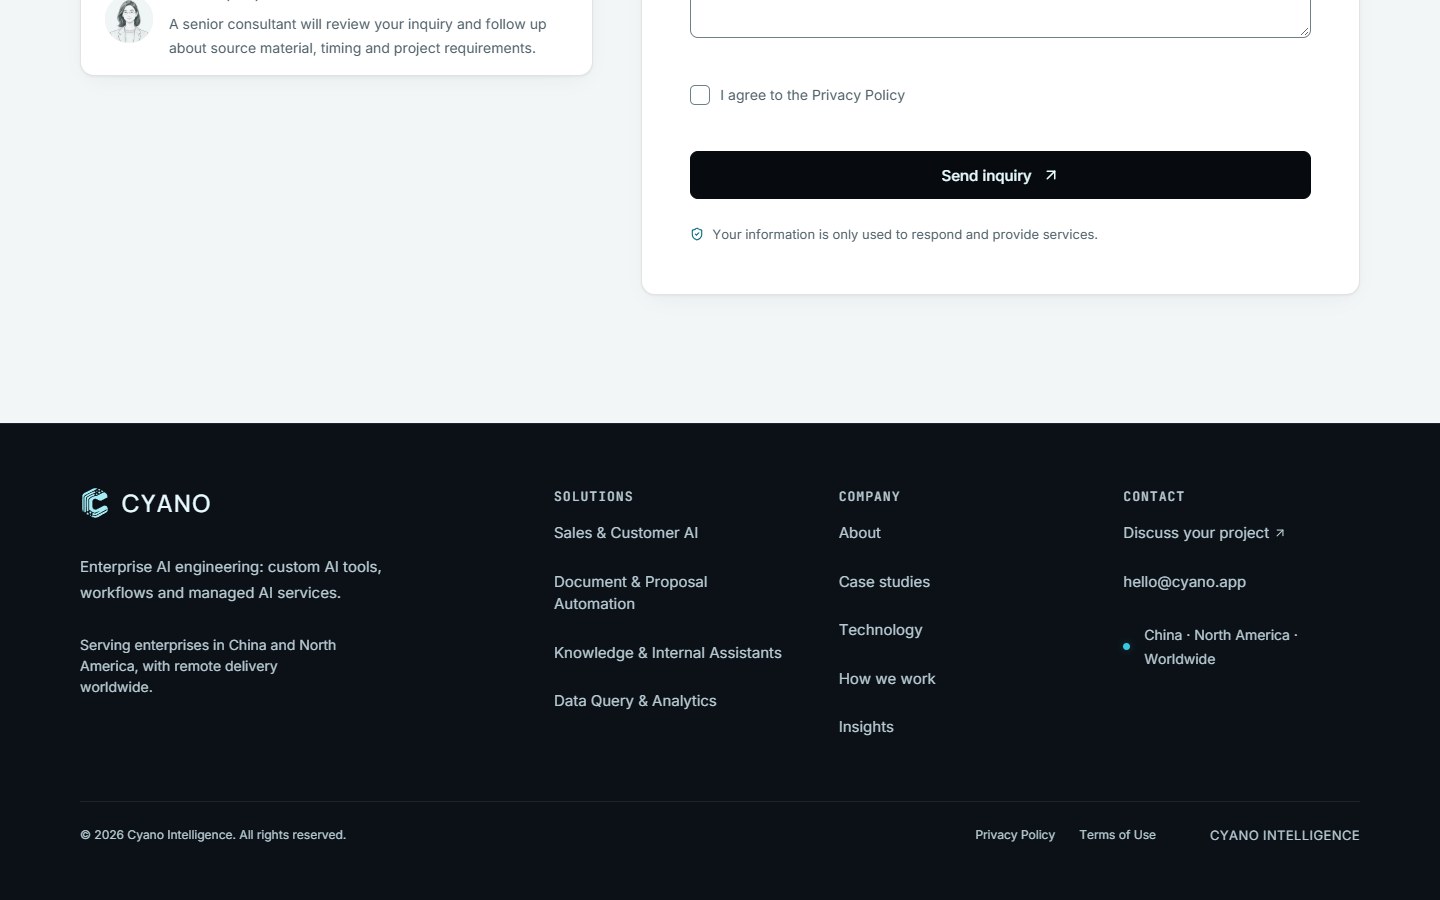 A senior consultant will review your inquiry and follow up
about source material, timing and project requirements.
I agree to the Privacy Policy
Send inquiry
Your information is only used to respond and provide services.
CYANO
Enterprise AI engineering: custom AI tools,
workflows and managed AI services.
Serving enterprises in China and North
America, with remote delivery
worldwide.
SOLUTIONS
Sales & Customer AI
Document & Proposal
Automation
Knowledge & Internal Assistants
Data Query & Analytics
COMPANY
About
Case studies
Technology
How we work
Insights
CONTACT
Discuss your project ↗
hello@cyano.app
China · North America ·
Worldwide
© 2026 Cyano Intelligence. All rights reserved.
Privacy Policy
Terms of Use
CYANO INTELLIGENCE